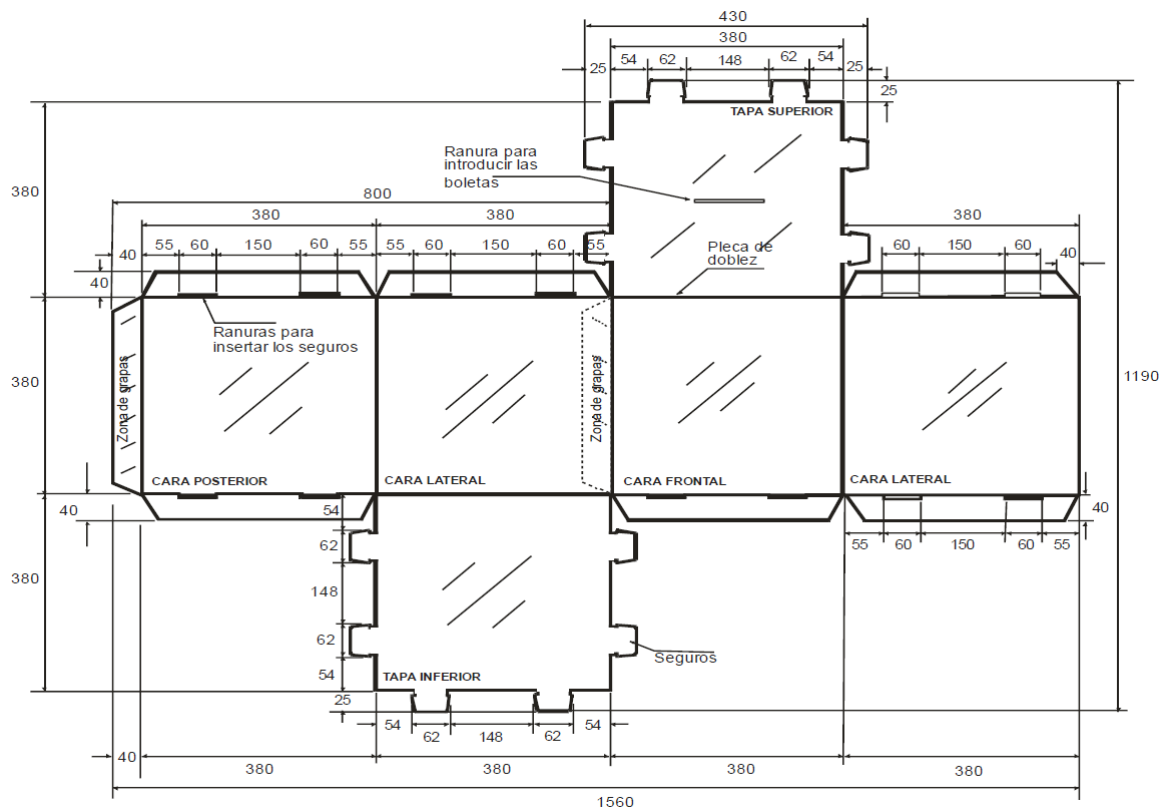 430
380
54 62 148 62 54
25 25
25
TAPA SUPERIOR
Ranura para
introducir las
boletas
380
800
380 380 380
55 60 150 60 55 55 60 150 60 55
60 150 60
40
40
40
Pleca de
doblez
Ranuras para
insertar los seguros
Zona de grapas
Zona de grapas
380
1190
CARA POSTERIOR
CARA LATERAL
CARA FRONTAL
CARA LATERAL
40
40
54
62
148
62
54
25
55 60 150 60 55
380
Seguros
TAPA INFERIOR
54 62 148 62 54
40 380 380 380 380
1560